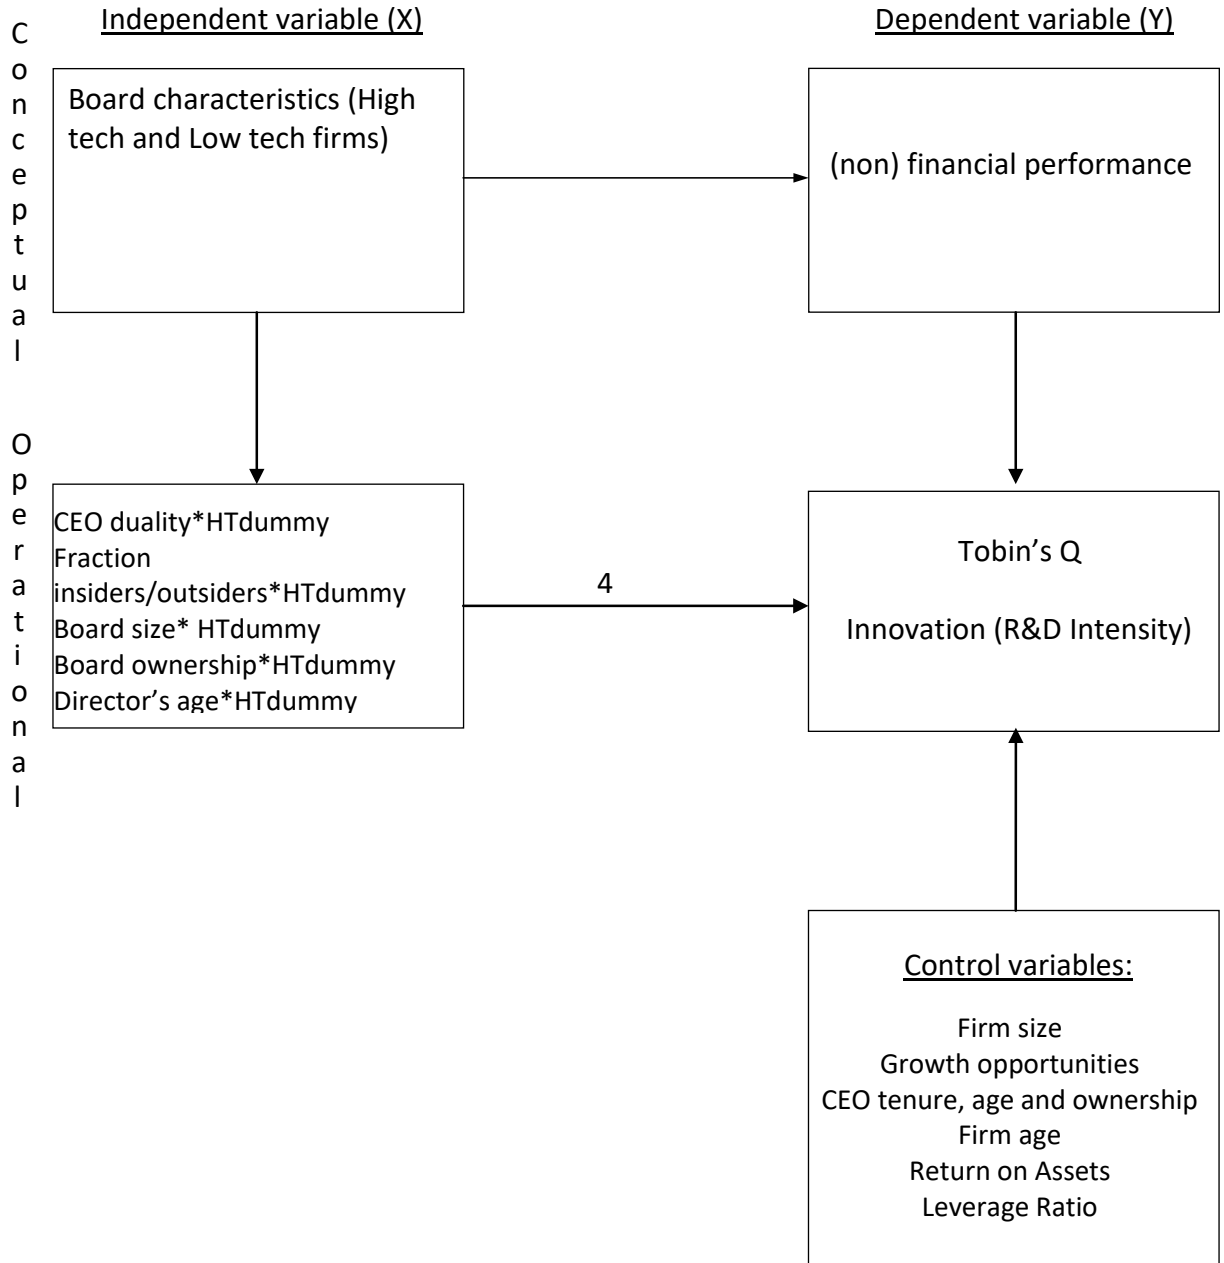 Independent variable (X)
Dependent variable (Y)
Conceptual
Board characteristics (High
tech and Low tech firms)
(non) financial performance
Operational
CEO duality*HTdummy
Fraction
insiders/outsiders*HTdummy
Board size* HTdummy
Board ownership*HTdummy
Director’s age*HTdummy
4
Tobin’s Q
Innovation (R&D Intensity)
Control variables:
Firm size
Growth opportunities
CEO tenure, age and ownership
Firm age
Return on Assets
Leverage Ratio